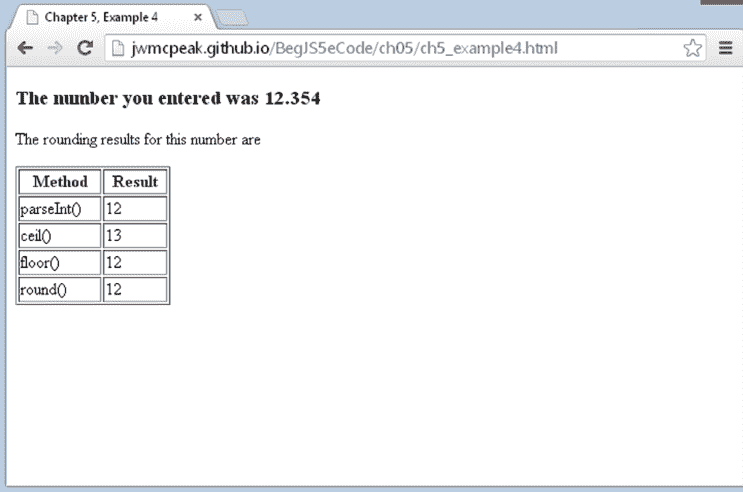 Chapter 5, Example 4
jwmcpeak.github.io/BegJS5eCode/ch05/ch5_example4.html
The number you entered was 12.354
The rounding results for this number are
Method Result
parseInt() 12
ceil() 13
floor() 12
round() 12